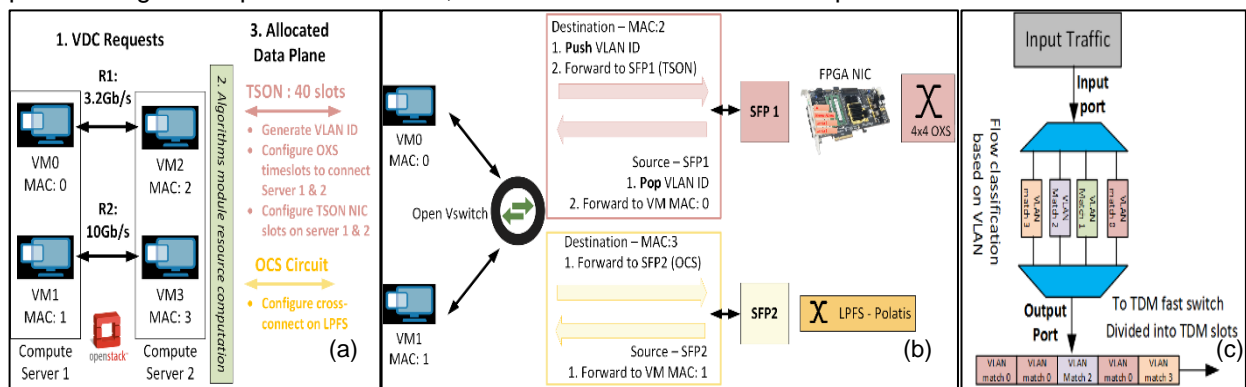 1. VDC Requests
R1:
3.2Gb/s
VM0
MAC: 0
VM2
MAC: 2
R2:
10Gb/s
VM1
MAC: 1
VM3
MAC: 3
openstack
Compute
Server 1
Compute
Server 2
2. Algorithms module resource computation
3. Allocated
Data Plane
TSON : 40 slots
• Generate VLAN ID
• Configure OXS
timeslots to connect
Server 1 & 2
• Configure TSON NIC
slots on server 1 & 2
OCS Circuit
• Configure cross-
connect on LPFS
(a)
VM0
MAC: 0
Open Vswitch
VM1
MAC: 1
Destination – MAC:2
1. Push VLAN ID
2. Forward to SFP1 (TSON)
Source – SFP1
1. Pop VLAN ID
2. Forward to VM MAC: 0
SFP 1
FPGA NIC
4x4 OXS
Destination – MAC:3
1. Forward to SFP2 (OCS)
Source – SFP2
1. Forward to VM MAC: 1
SFP2
LPFS - Polatis
(b)
Input Traffic
Input
port
Flow classification
based on VLAN
VLAN
match 3
VLAN
Match 2
VLAN
Match 1
VLAN
match 0
Output
Port
To TDM fast switch
Divided into TDM slots
VLAN
match 0
VLAN
match 0
VLAN
Match 2
VLAN
match 0
VLAN
match 3
(c)